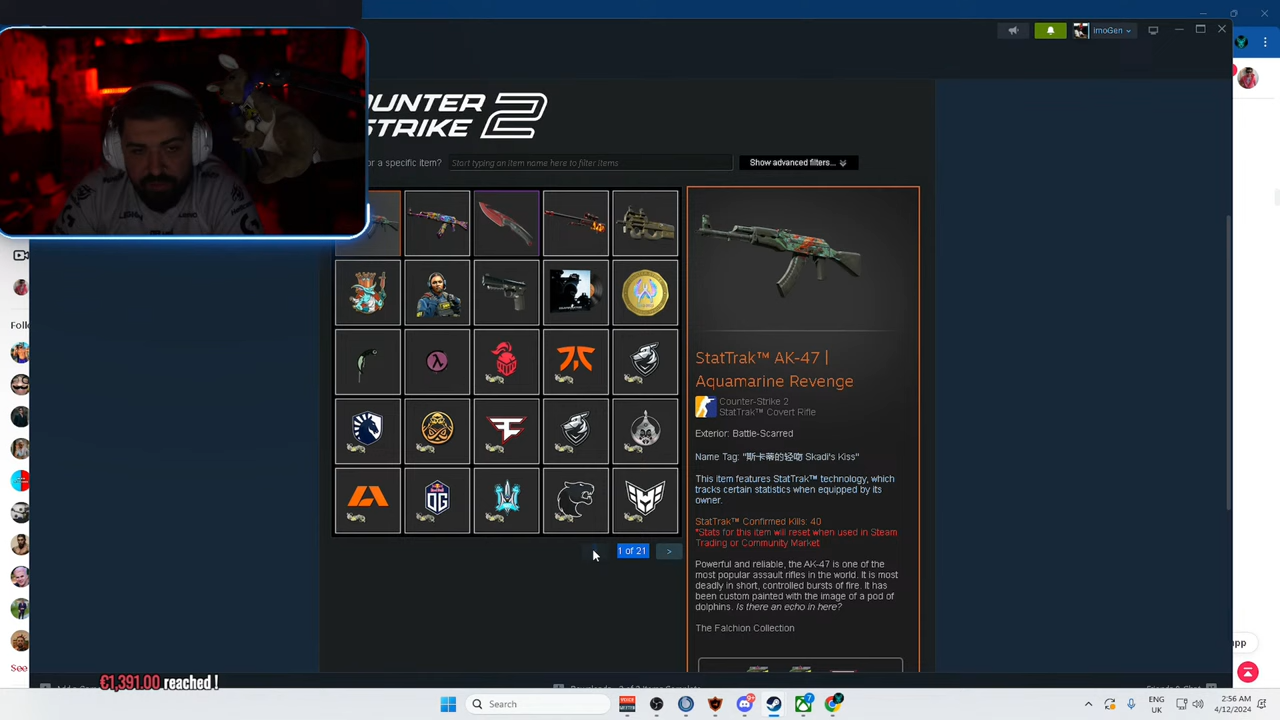 imoGen
OUNTER
STRIKE 2
or a specific item?
Start typing an item name here to filter items
Show advanced filters...
StatTrak™ AK-47 |
Aquamarine Revenge
Counter-Strike 2
StatTrak™ Covert Rifle
Exterior: Battle-Scarred
Name Tag: "斯卡蒂的轻吻 Skadi's Kiss"
This item features StatTrak™ technology, which
tracks certain statistics when equipped by its
owner.
StatTrak™ Confirmed Kills: 40
*Stats for this item will reset when used in Steam
Trading or Community Market
Powerful and reliable, the AK-47 is one of the
most popular assault rifles in the world. It is most
deadly in short, controlled bursts of fire. It has
been custom painted with the image of a pod of
dolphins. Is there an echo in here?
The Falchion Collection
1 of 21
>
Follo
See
upp
€1,391.00 reached !
Search
ENG
UK
2:56 AM
4/12/2024